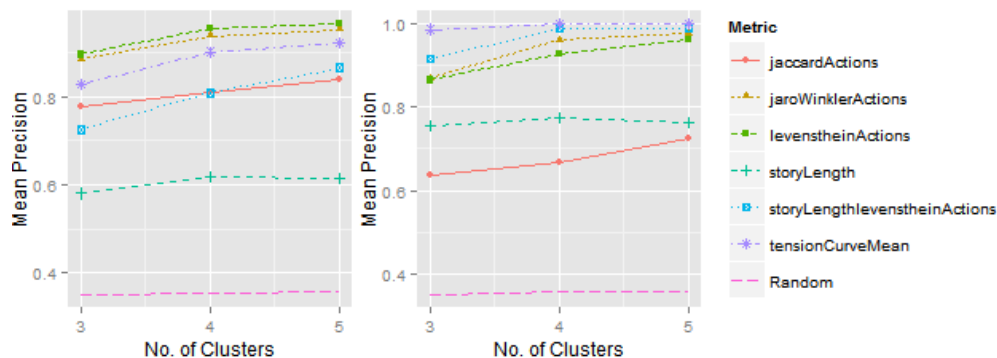 Mean Precision
0.8
0.6
0.4
3
4
5
No. of Clusters
Mean Precision
1.0
0.8
0.6
0.4
3
4
5
No. of Clusters
Metric
jaccardActions
jaroWinklerActions
levenstheinActions
storyLength
storyLengthlevenstheinActions
tensionCurveMean
Random